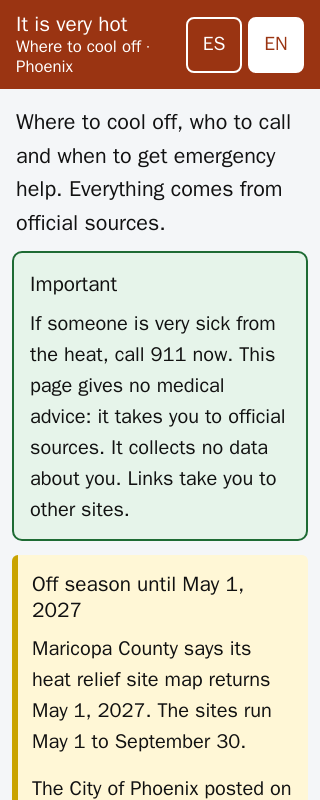 It is very hot
Where to cool off ·
Phoenix
ES
EN
Where to cool off, who to call
and when to get emergency
help. Everything comes from
official sources.
Important
If someone is very sick from
the heat, call 911 now. This
page gives no medical
advice: it takes you to official
sources. It collects no data
about you. Links take you to
other sites.
Off season until May 1,
2027
Maricopa County says its
heat relief site map returns
May 1, 2027. The sites run
May 1 to September 30.
The City of Phoenix posted on